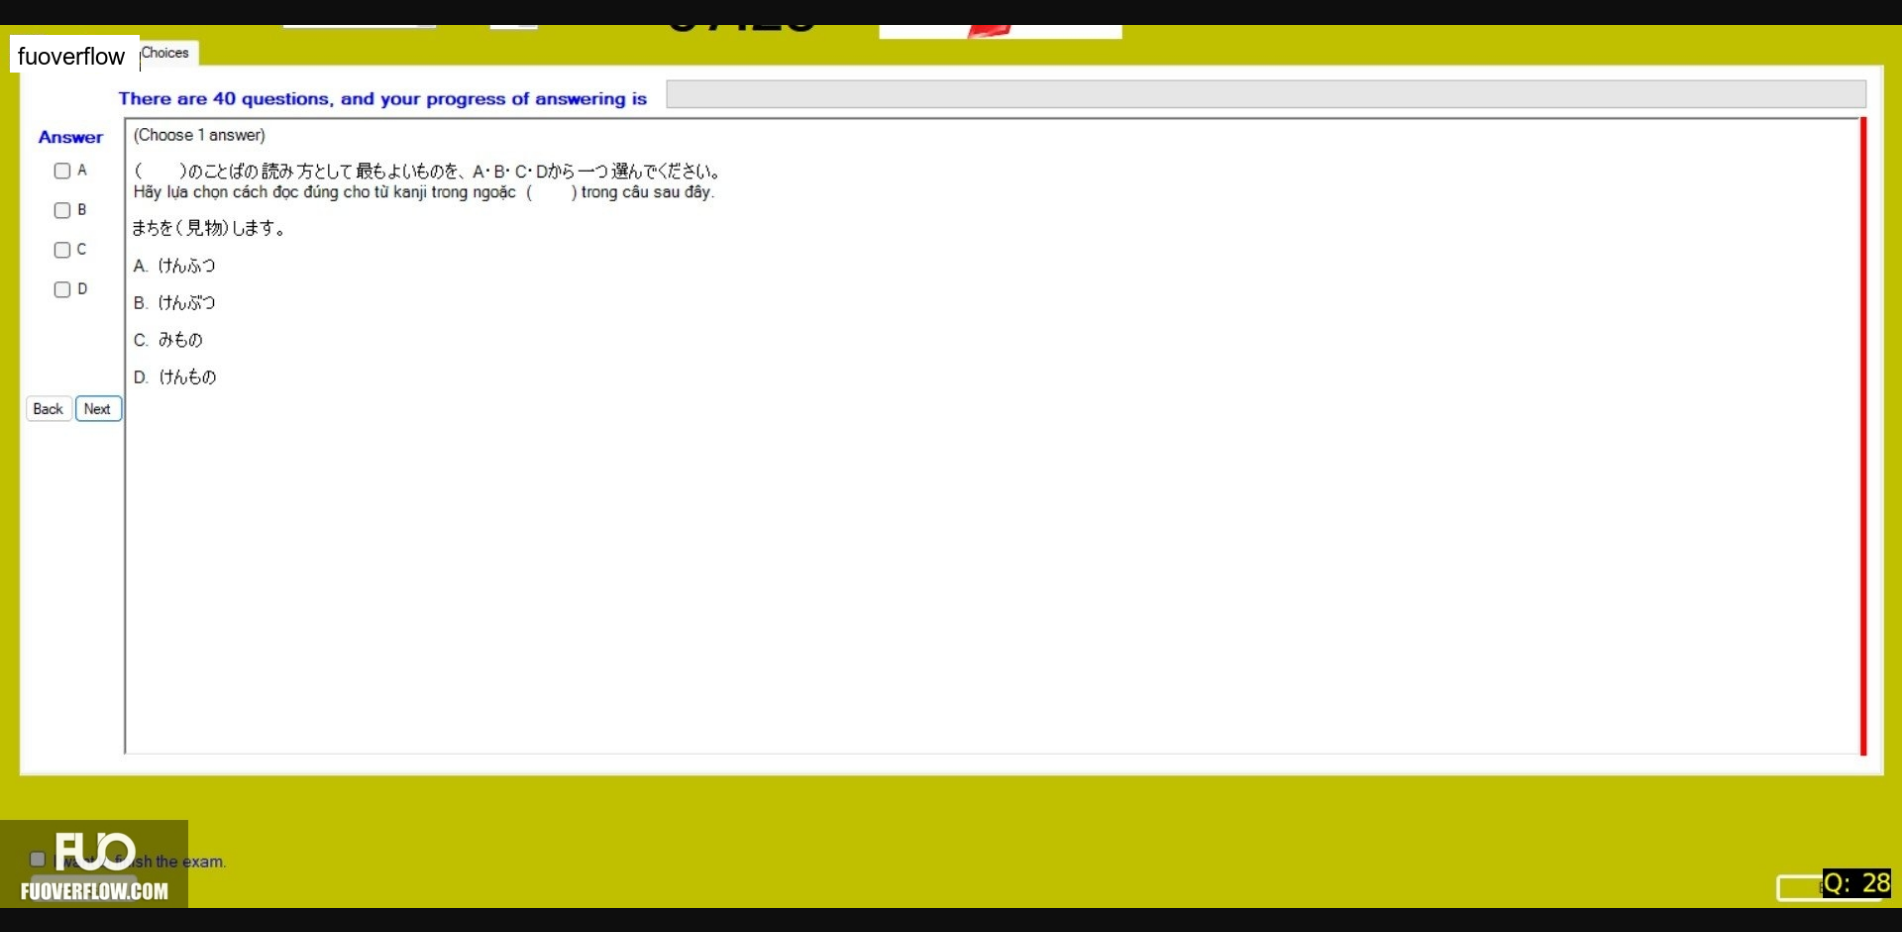 fuoverflow
Choices
There are 40 questions, and your progress of answering is
Answer
(Choose 1 answer)
A
(　　)のことばの読み方として最もよいものを、A・B・C・Dから一つ選んでください。
Hãy lựa chọn cách đọc đúng cho từ kanji trong ngoặc (　　) trong câu sau đây.
B
まちを(見物)します。
C
A. けんふつ
D
B. けんぶつ
C. みもの
D. けんもの
Back Next
FUO
finish the exam.
FUOVERFLOW.COM
Q: 28